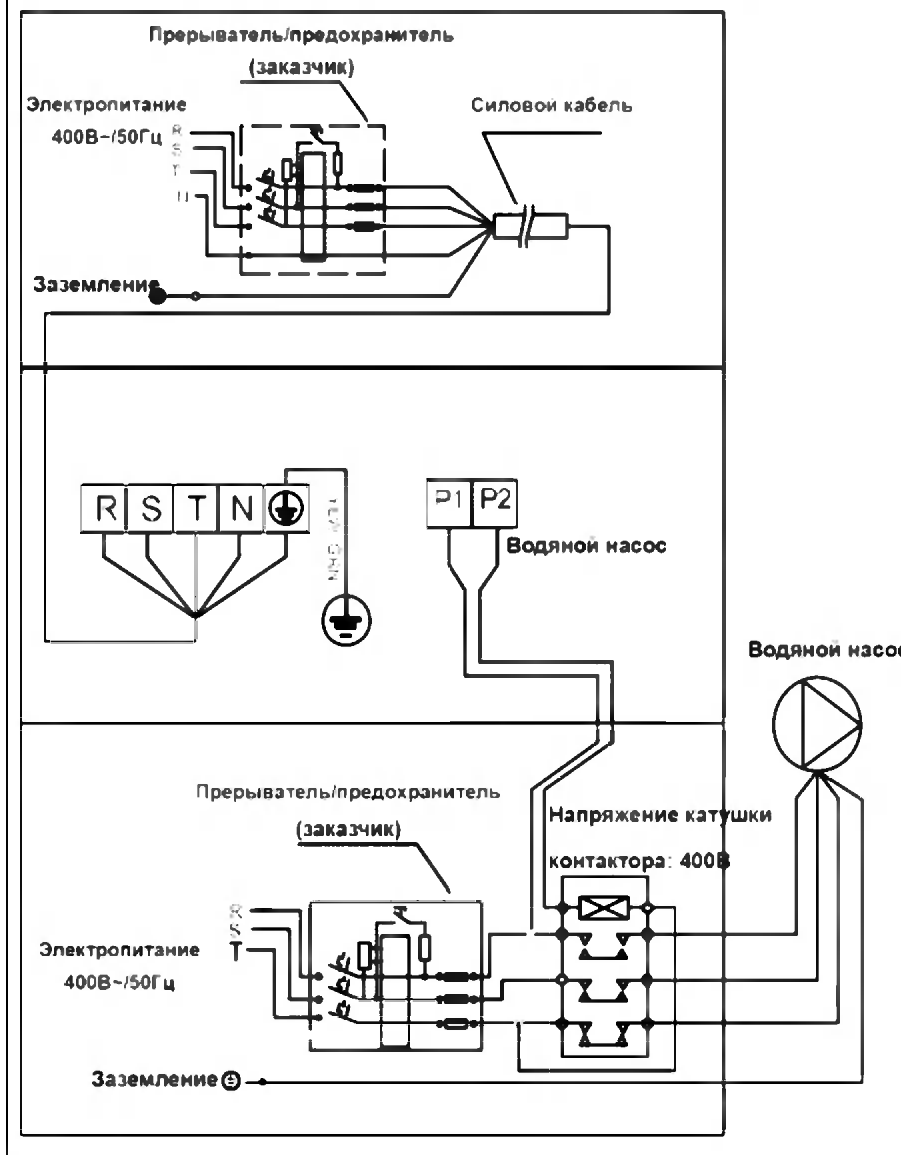 Прерыватель/предохранитель
(заказчик)
Электропитание
400В~/50Гц
Силовой кабель
R
S
T
Заземление
R S T N
P1 P2
Водяной насос
Водяной насос
Прерыватель/предохранитель
(заказчик)
Напряжение катушки
контактора: 400В
R
S
T
Электропитание
400В~/50Гц
Заземление